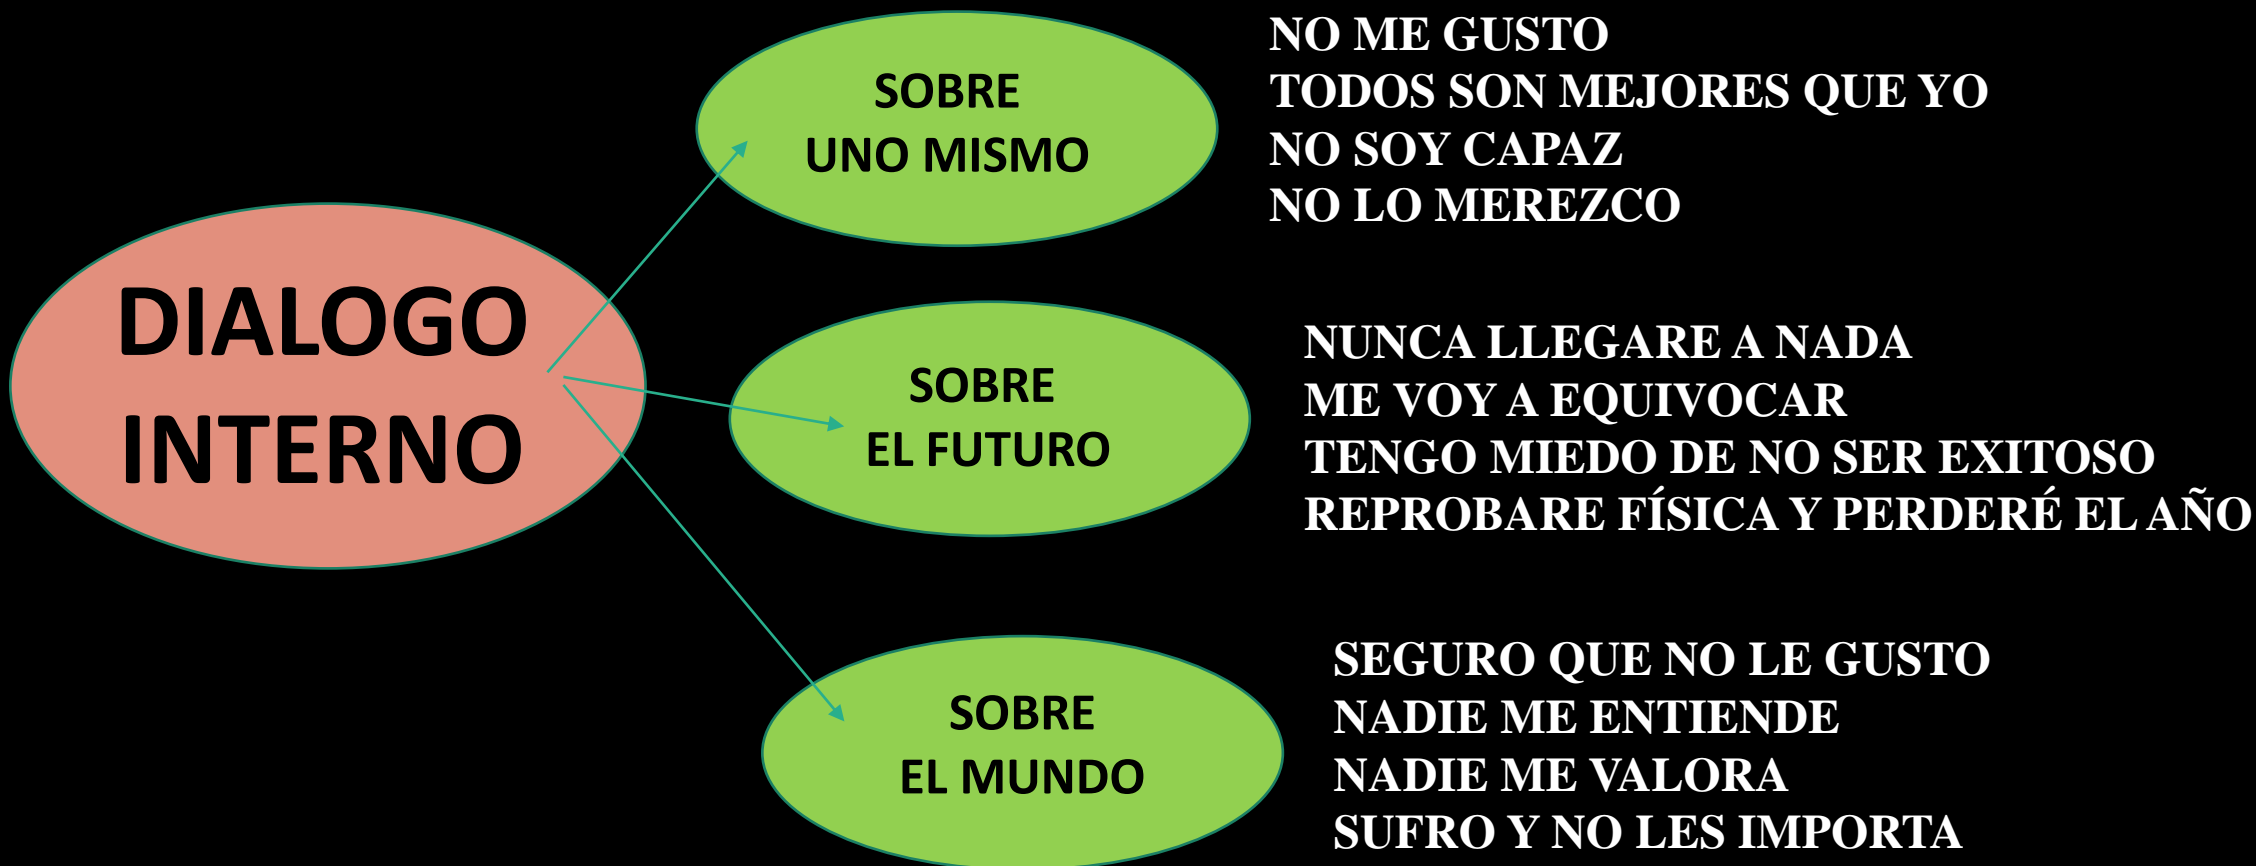 DIALOGO
INTERNO
SOBRE
UNO MISMO
NO ME GUSTO
TODOS SON MEJORES QUE YO
NO SOY CAPAZ
NO LO MEREZCO
SOBRE
EL FUTURO
NUNCA LLEGARE A NADA
ME VOY A EQUIVOCAR
TENGO MIEDO DE NO SER EXITOSO
REPROBARE FÍSICA Y PERDERÉ EL AÑO
SOBRE
EL MUNDO
SEGURO QUE NO LE GUSTO
NADIE ME ENTIENDE
NADIE ME VALORA
SUFRO Y NO LES IMPORTA